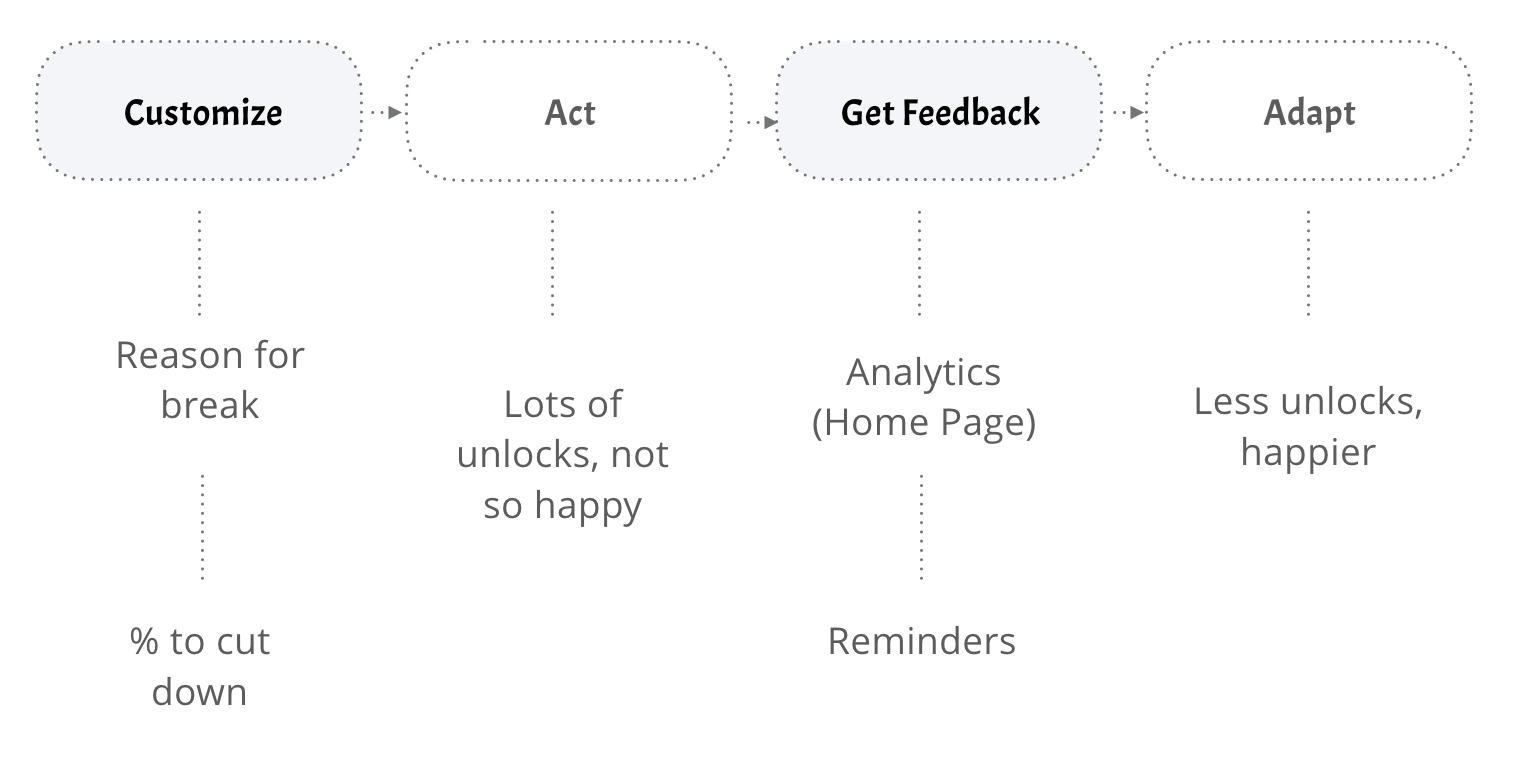 Customize
Act
Get Feedback
Adapt
Reason for
break
Lots of
unlocks, not
so happy
Analytics
(Home Page)
Less unlocks,
happier
% to cut
down
Reminders